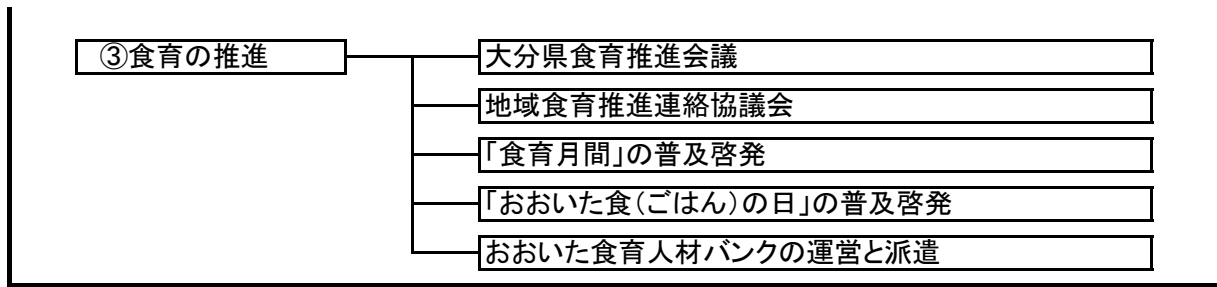 ③食育の推進
大分県食育推進会議
地域食育推進連絡協議会
「食育月間」の普及啓発
「おおいた食(ごはん)の日」の普及啓発
おおいた食育人材バンクの運営と派遣